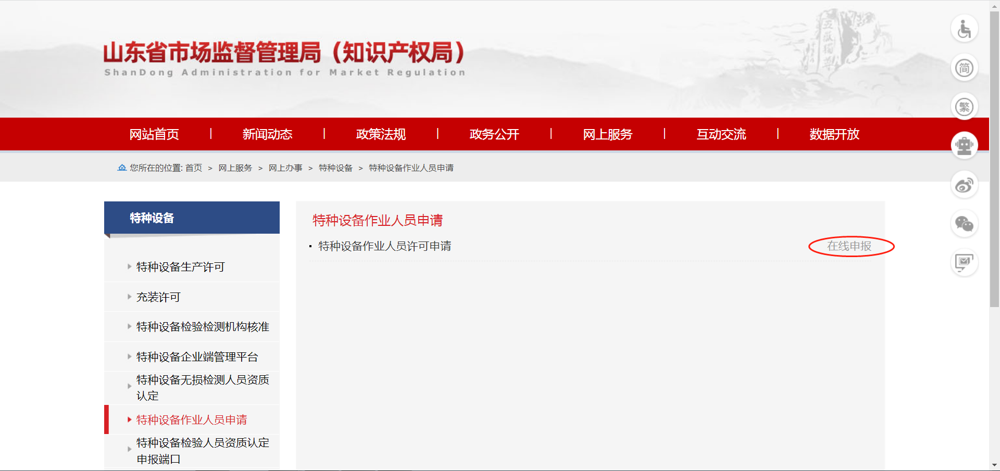 山东省市场监督管理局（知识产权局）
ShanDong Administration for Market Regulation
简
繁
网站首页 | 新闻动态 | 政策法规 | 政务公开 | 网上服务 | 互动交流 | 数据开放
您所在的位置: 首页 > 网上服务 > 网上办事 > 特种设备 > 特种设备作业人员申请
特种设备
特种设备生产许可
充装许可
特种设备检验检测机构核准
特种设备企业端管理平台
特种设备无损检测人员资质
认定
特种设备作业人员申请
特种设备检验人员资质认定
申报端口
特种设备作业人员申请
特种设备作业人员许可申请 在线申报